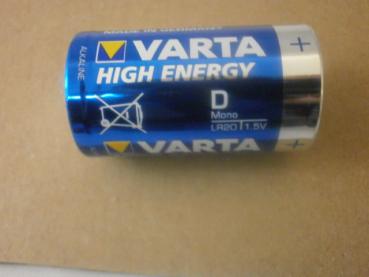 MADE IN GERMANY
ALKALINE
VARTA
HIGH ENERGY
D
Mono
LR20 1.5V
VARTA
+
+